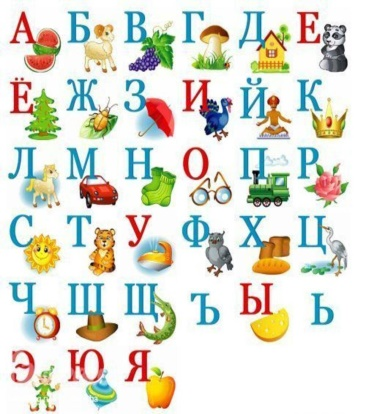 А Б В Г Д Е
Ё Ж З И Й К
Л М Н О П Р
С Т У Ф Х Ц
Ч Ш Щ Ъ Ы Ь
Э Ю Я